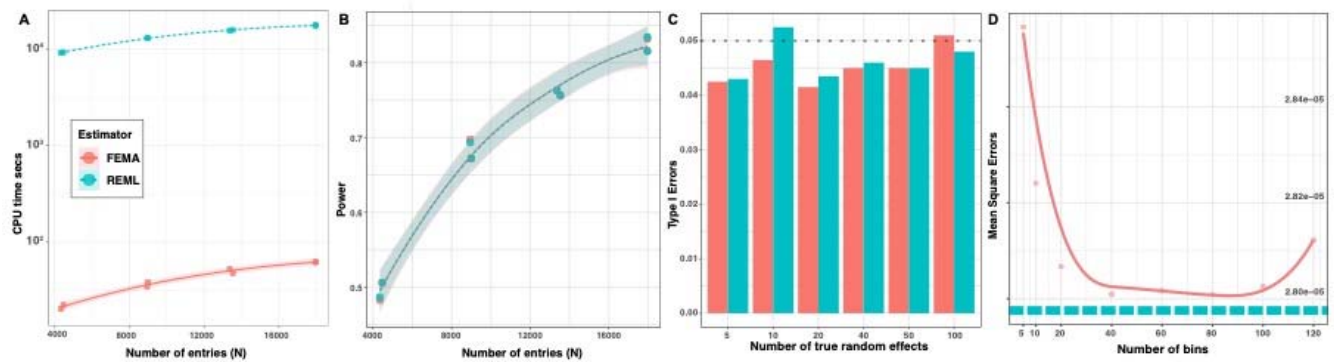 A
CPU time secs
10⁴
10³
10²
Estimator
FEMA
REML
4000
8000
12000
16000
Number of entries (N)
B
Power
0.8
0.7
0.6
0.5
4000
8000
12000
16000
Number of entries (N)
C
Type I Errors
0.05
0.04
0.03
0.02
0.01
0.00
5
10
20
40
50
100
Number of true random effects
D
Mean Square Errors
2.84e−05
2.82e−05
2.80e−05
5 10 20 40 60 80 100 120
Number of bins